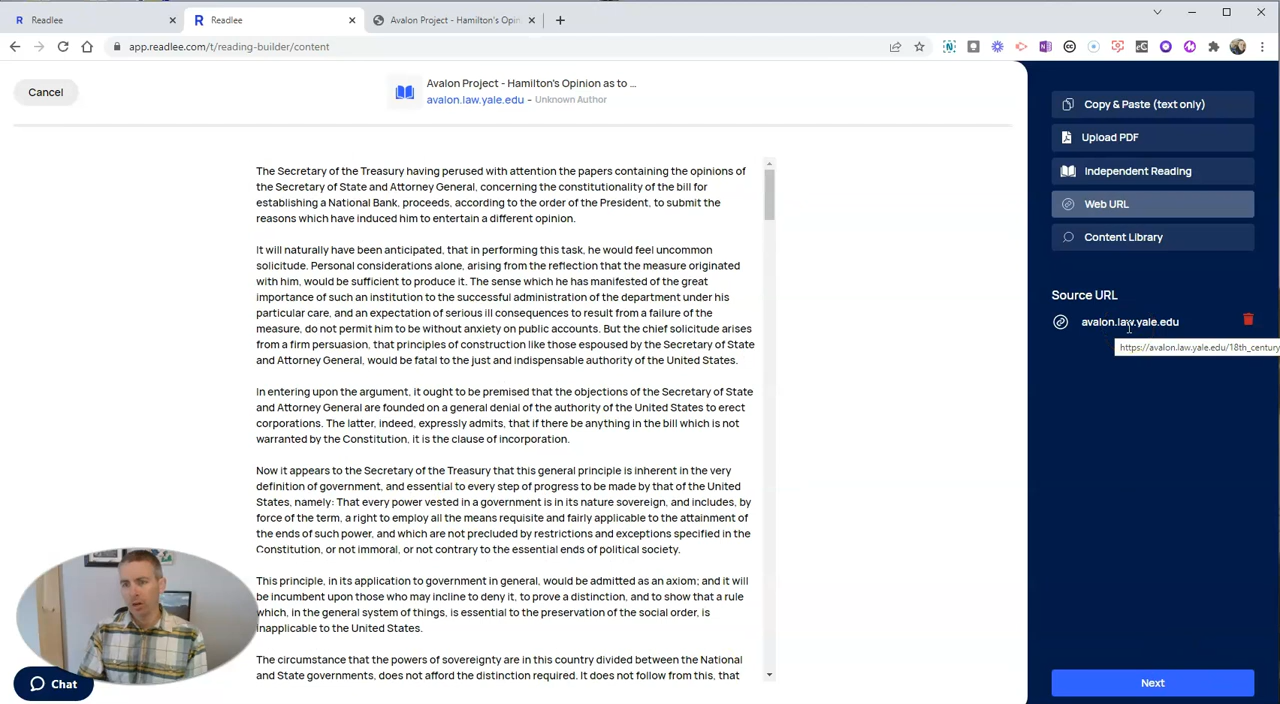 Readlee
Readlee
Avalon Project - Hamilton's Opin
app.readlee.com/t/reading-builder/content
Cancel
Avalon Project - Hamilton's Opinion as to ...
avalon.law.yale.edu - Unknown Author
The Secretary of the Treasury having perused with attention the papers containing the opinions of
the Secretary of State and Attorney General, concerning the constitutionality of the bill for
establishing a National Bank, proceeds, according to the order of the President, to submit the
reasons which have induced him to entertain a different opinion.
It will naturally have been anticipated, that in performing this task, he would feel uncommon
solicitude. Personal considerations alone, arising from the reflection that the measure originated
with him, would be sufficient to produce it. The sense which he has manifested of the great
importance of such an institution to the successful administration of the department under his
particular care, and an expectation of serious ill consequences to result from a failure of the
measure, do not permit him to be without anxiety on public accounts. But the chief solicitude arises
from a firm persuasion, that principles of construction like those espoused by the Secretary of State
and Attorney General, would be fatal to the just and indispensable authority of the United States.
In entering upon the argument, it ought to be premised that the objections of the Secretary of State
and Attorney General are founded on a general denial of the authority of the United States to erect
corporations. The latter, indeed, expressly admits, that if there be anything in the bill which is not
warranted by the Constitution, it is the clause of incorporation.
Now it appears to the Secretary of the Treasury that this general principle is inherent in the very
definition of government, and essential to every step of progress to be made by that of the United
States, namely: That every power vested in a government is in its nature sovereign, and includes, by
force of the term, a right to employ all the means requisite and fairly applicable to the attainment of
the ends of such power, and which are not precluded by restrictions and exceptions specified in the
Constitution, or not immoral, or not contrary to the essential ends of political society.
This principle, in its application to government in general, would be admitted as an axiom; and it will
be incumbent upon those who may incline to deny it, to prove a distinction, and to show that a rule
which, in the general system of things, is essential to the preservation of the social order, is
inapplicable to the United States.
The circumstance that the powers of sovereignty are in this country divided between the National
and State governments, does not afford the distinction required. It does not follow from this, that
Chat
Copy & Paste (text only)
Upload PDF
Independent Reading
Web URL
Content Library
Source URL
avalon.law.yale.edu
https://avalon.law.yale.edu/18th_century
Next